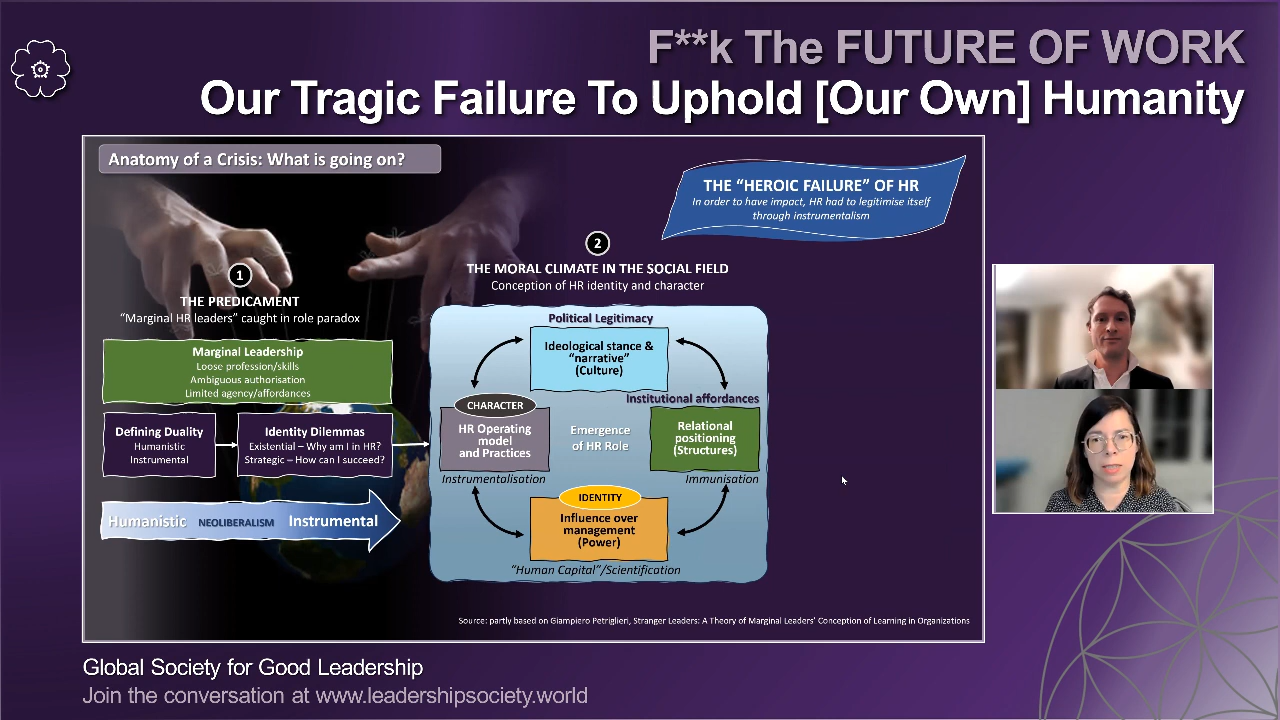 F**k The FUTURE OF WORK
Our Tragic Failure To Uphold [Our Own] Humanity
Anatomy of a Crisis: What is going on?
THE “HEROIC FAILURE” OF HR
In order to have impact, HR had to legitimise itself
through instrumentalism
1
THE PREDICAMENT
“Marginal HR leaders” caught in role paradox
Marginal Leadership
Loose profession/skills
Ambiguous authorisation
Limited agency/affordances
Defining Duality
Humanistic
Instrumental
Identity Dilemmas
Existential – Why am I in HR?
Strategic – How can I succeed?
Humanistic NEOLIBERALISM Instrumental
2
THE MORAL CLIMATE IN THE SOCIAL FIELD
Conception of HR identity and character
Political Legitimacy
Ideological stance &
“narrative”
(Culture)
Institutional affordances
CHARACTER
HR Operating
model
and Practices
Instrumentalisation
Emergence
of HR Role
Relational
positioning
(Structures)
Immunisation
IDENTITY
Influence over
management
(Power)
“Human Capital”/Scientification
Source: partly based on Giampiero Petriglieri, Stranger Leaders: A Theory of Marginal Leaders’ Conception of Learning in Organizations
Global Society for Good Leadership
Join the conversation at www.leadershipsociety.world